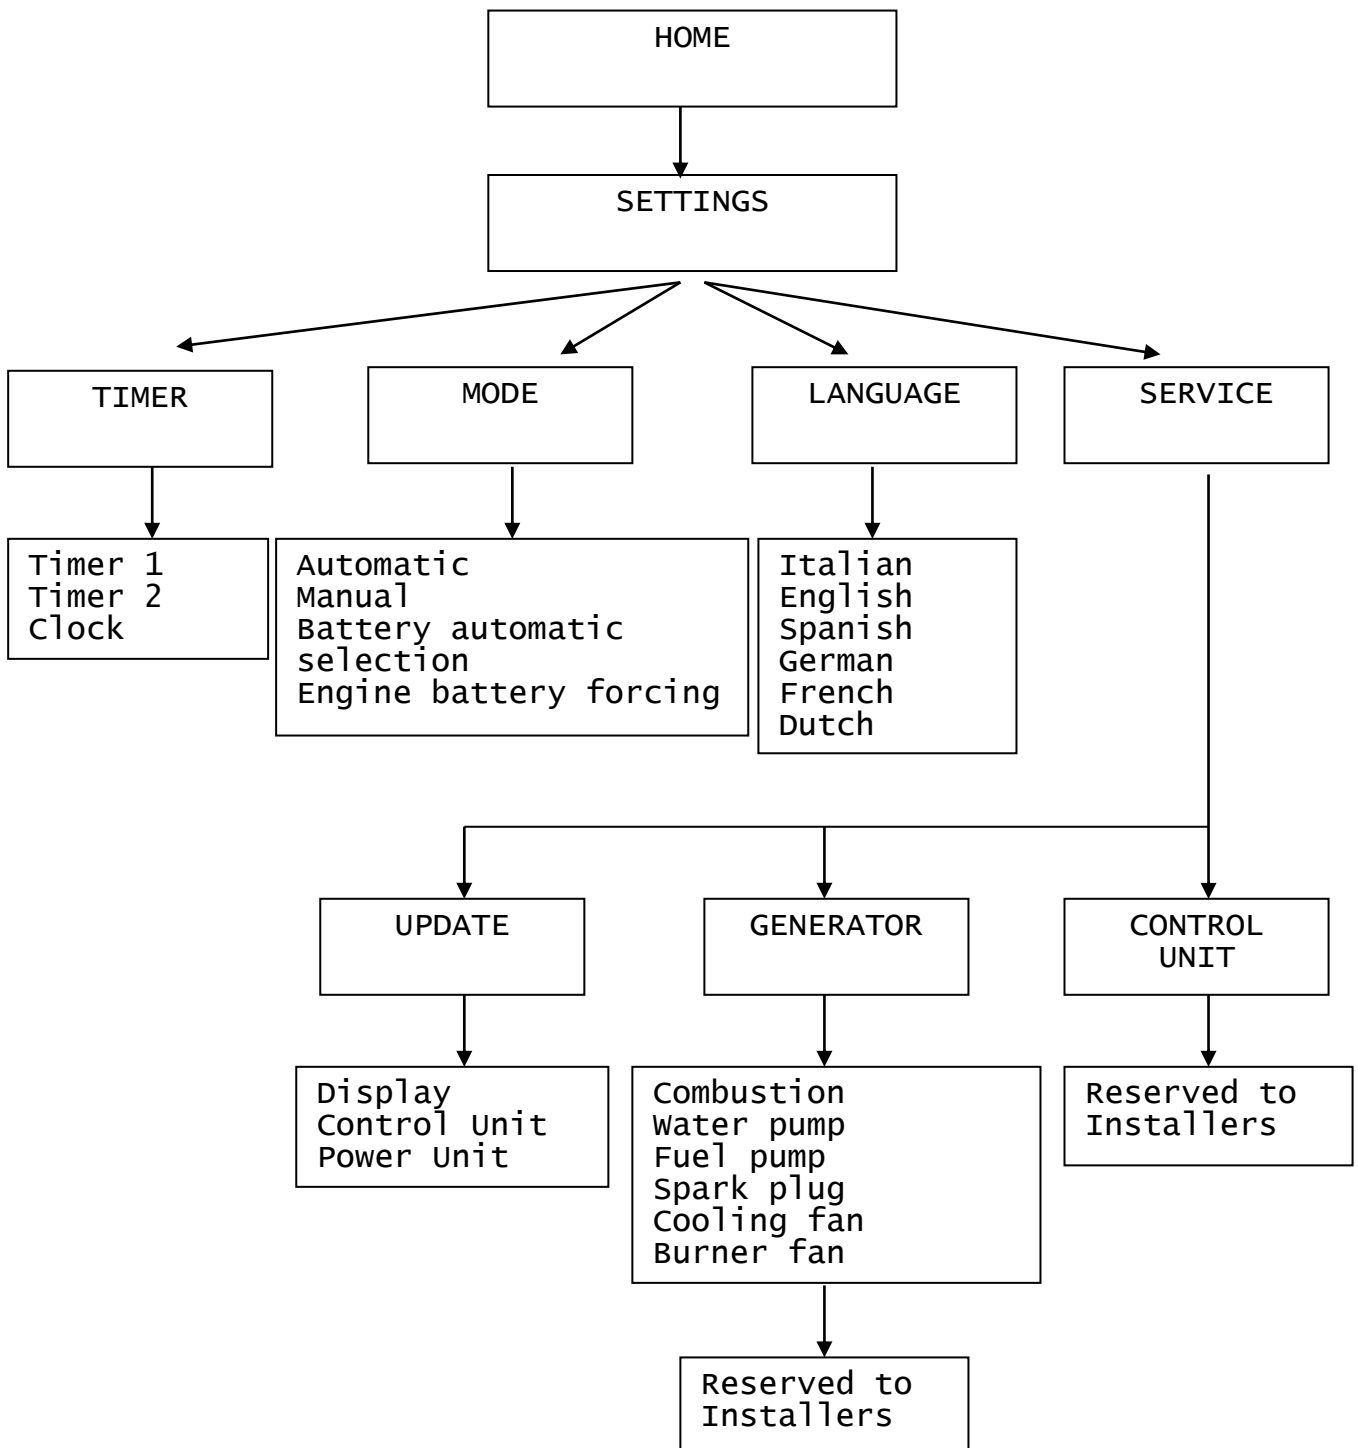 HOME
SETTINGS
TIMER
MODE
LANGUAGE
SERVICE
Timer 1
Timer 2
Clock
Automatic
Manual
Battery automatic
selection
Engine battery forcing
Italian
English
Spanish
German
French
Dutch
UPDATE
GENERATOR
CONTROL
UNIT
Display
Control Unit
Power Unit
Combustion
Water pump
Fuel pump
Spark plug
Cooling fan
Burner fan
Reserved to
Installers
Reserved to
Installers